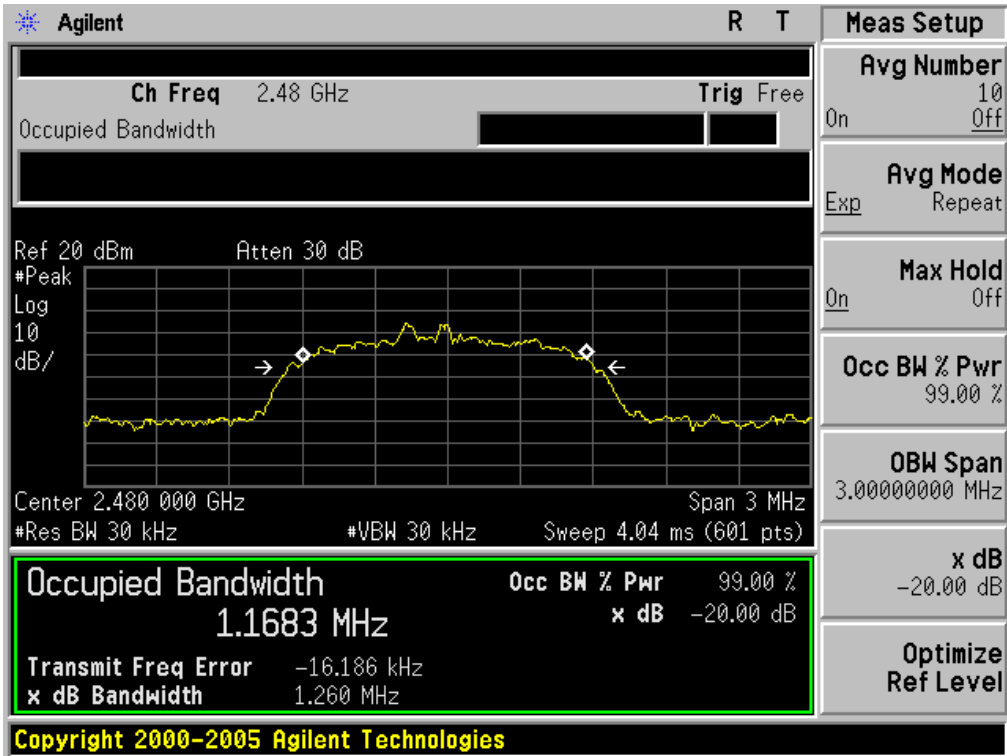 Agilent R T
Ch Freq 2.48 GHz Trig Free
Occupied Bandwidth
Ref 20 dBm Atten 30 dB
#Peak
Log
10
dB/
Center 2.480 000 GHz Span 3 MHz
#Res BW 30 kHz #VBW 30 kHz Sweep 4.04 ms (601 pts)
Occupied Bandwidth Occ BW % Pwr 99.00 %
1.1683 MHz x dB -20.00 dB
Transmit Freq Error -16.186 kHz
x dB Bandwidth 1.260 MHz
Copyright 2000-2005 Agilent Technologies
Meas Setup
Avg Number
10
On Off
Avg Mode
Exp Repeat
Max Hold
On Off
Occ BW % Pwr
99.00 %
OBW Span
3.00000000 MHz
x dB
-20.00 dB
Optimize
Ref Level